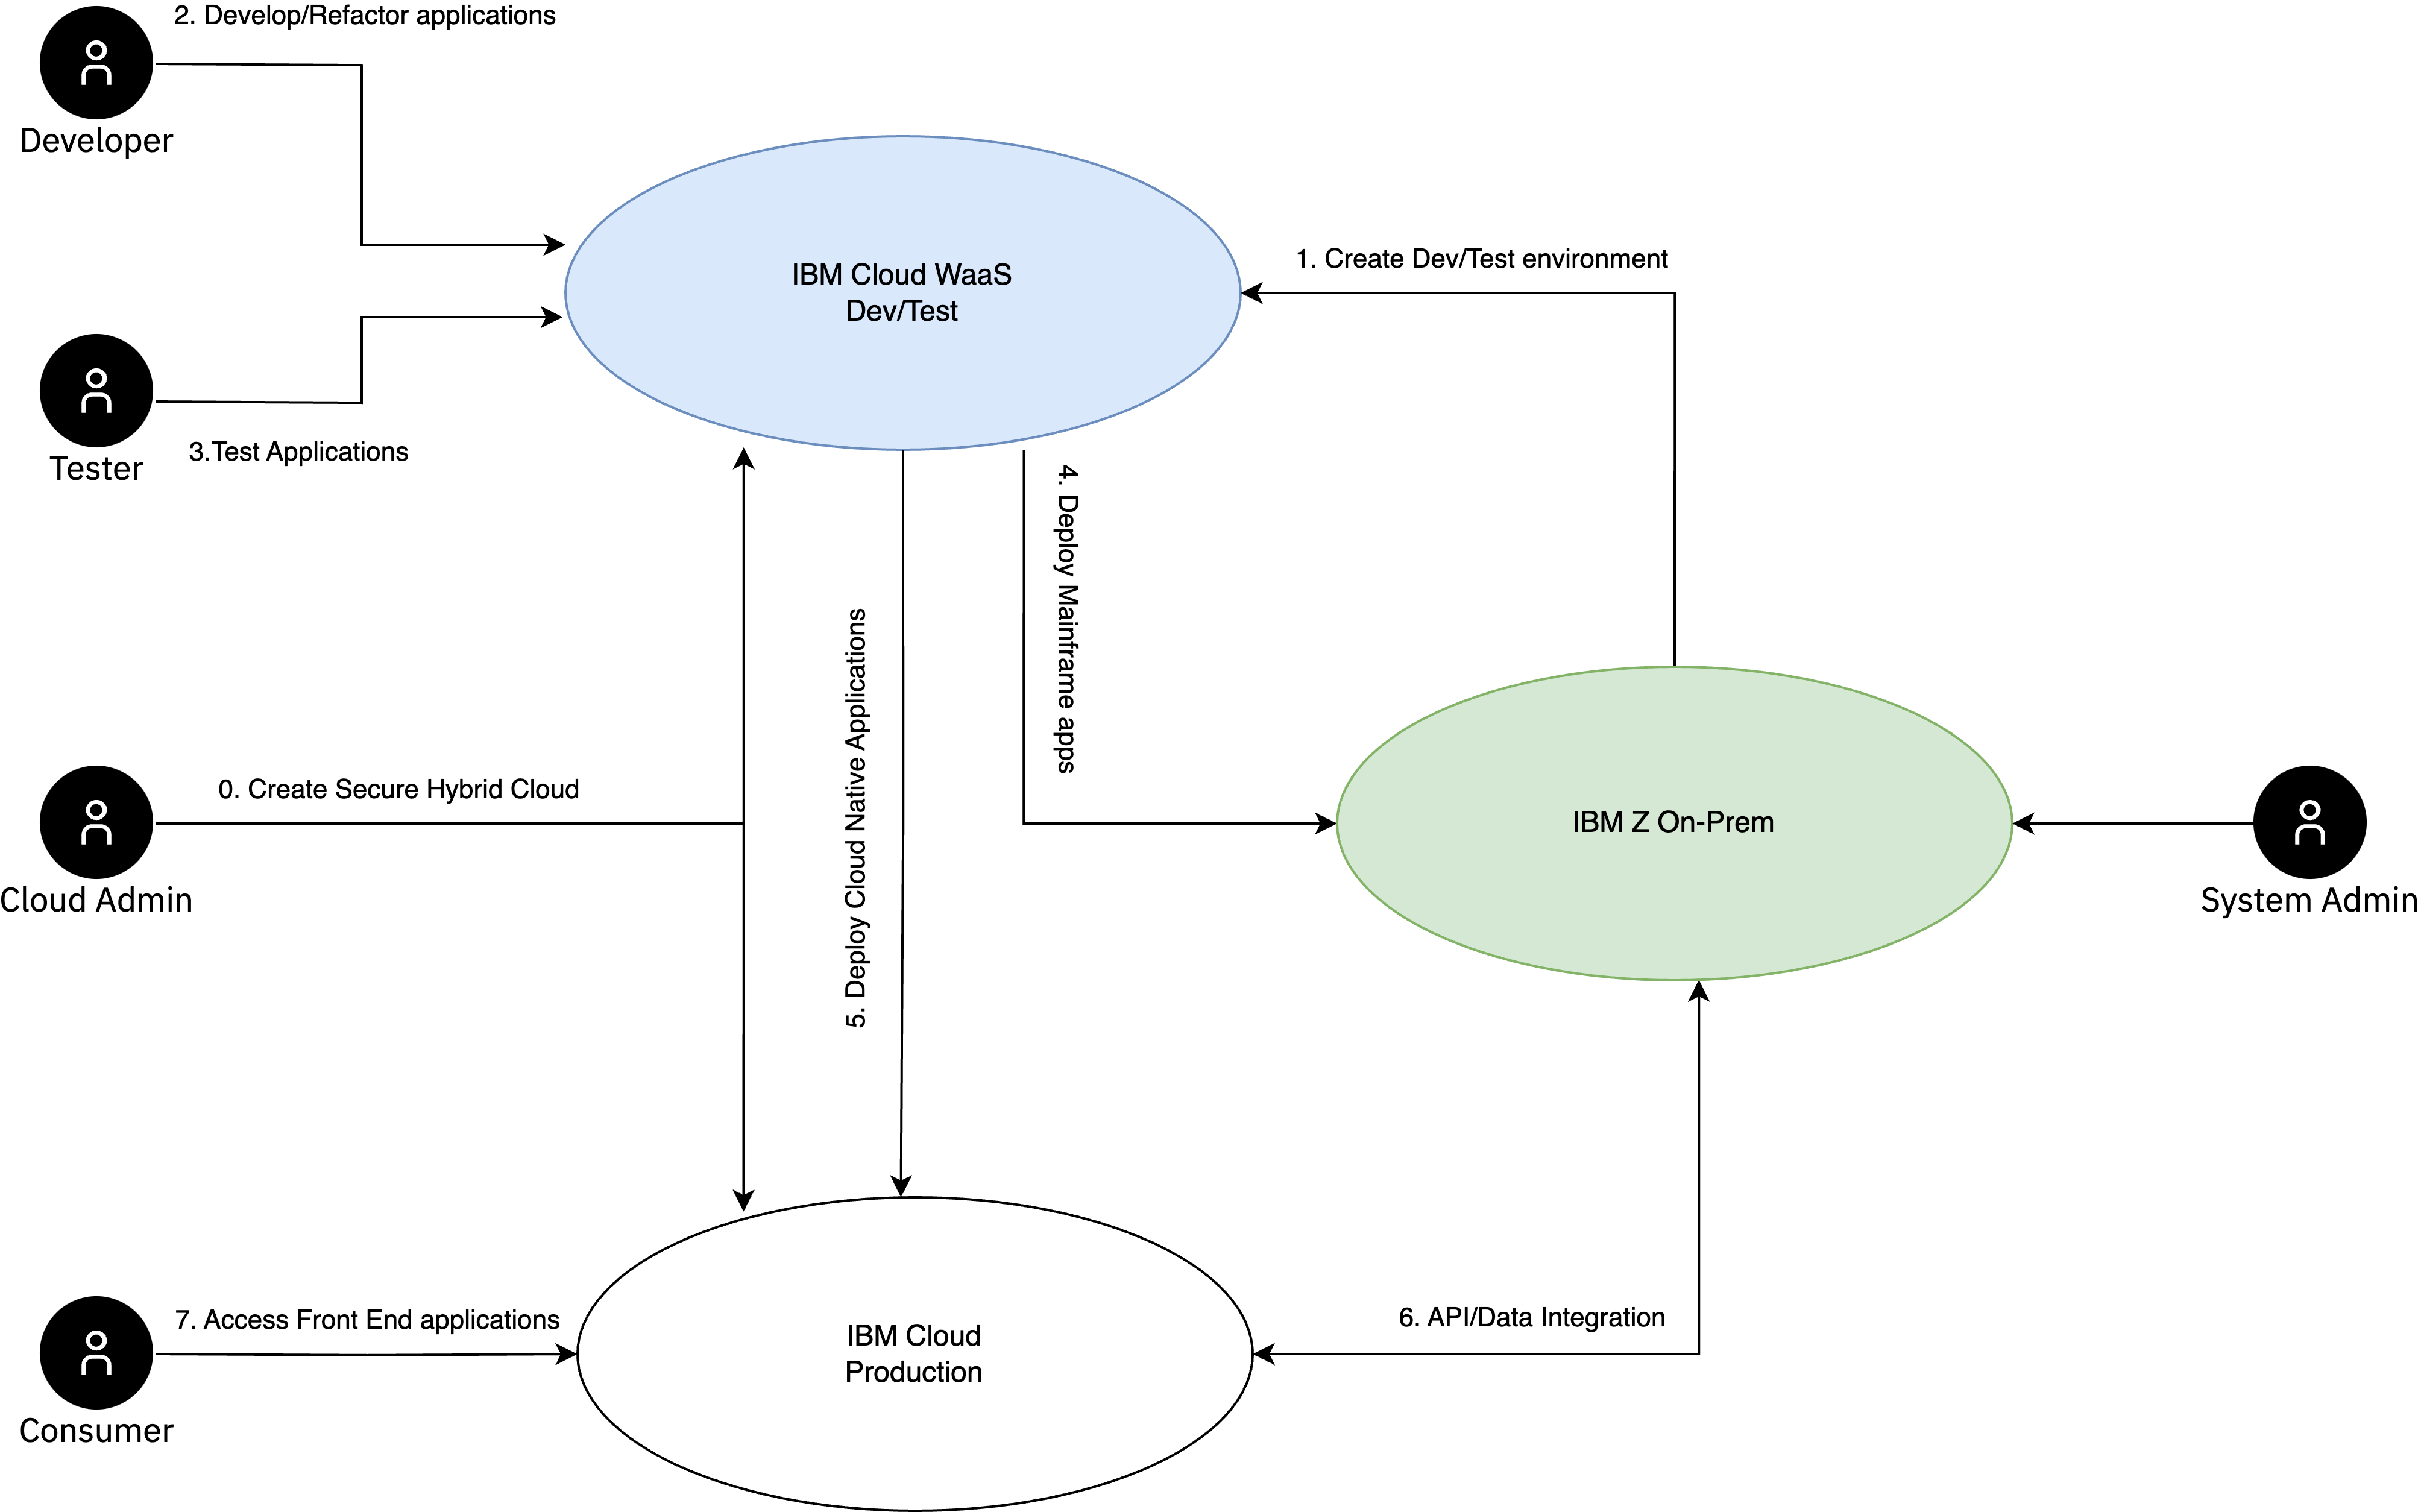 2. Develop/Refactor applications
Developer
IBM Cloud WaaS
Dev/Test
1. Create Dev/Test environment
3.Test Applications
Tester
4. Deploy Mainframe apps
5. Deploy Cloud Native Applications
0. Create Secure Hybrid Cloud
Cloud Admin
IBM Z On-Prem
System Admin
7. Access Front End applications
Consumer
IBM Cloud
Production
6. API/Data Integration